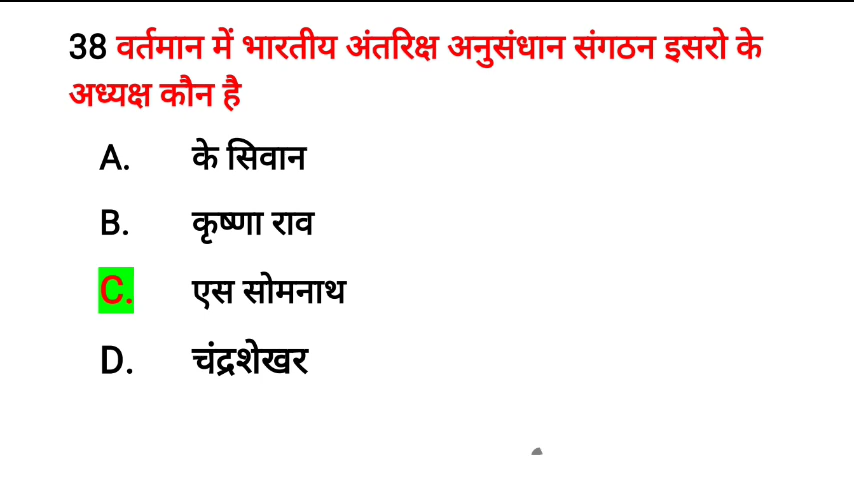 38 वर्तमान में भारतीय अंतरिक्ष अनुसंधान संगठन इसरो के
अध्यक्ष कौन है
A. के सिवान
B. कृष्णा राव
C. एस सोमनाथ
D. चंद्रशेखर